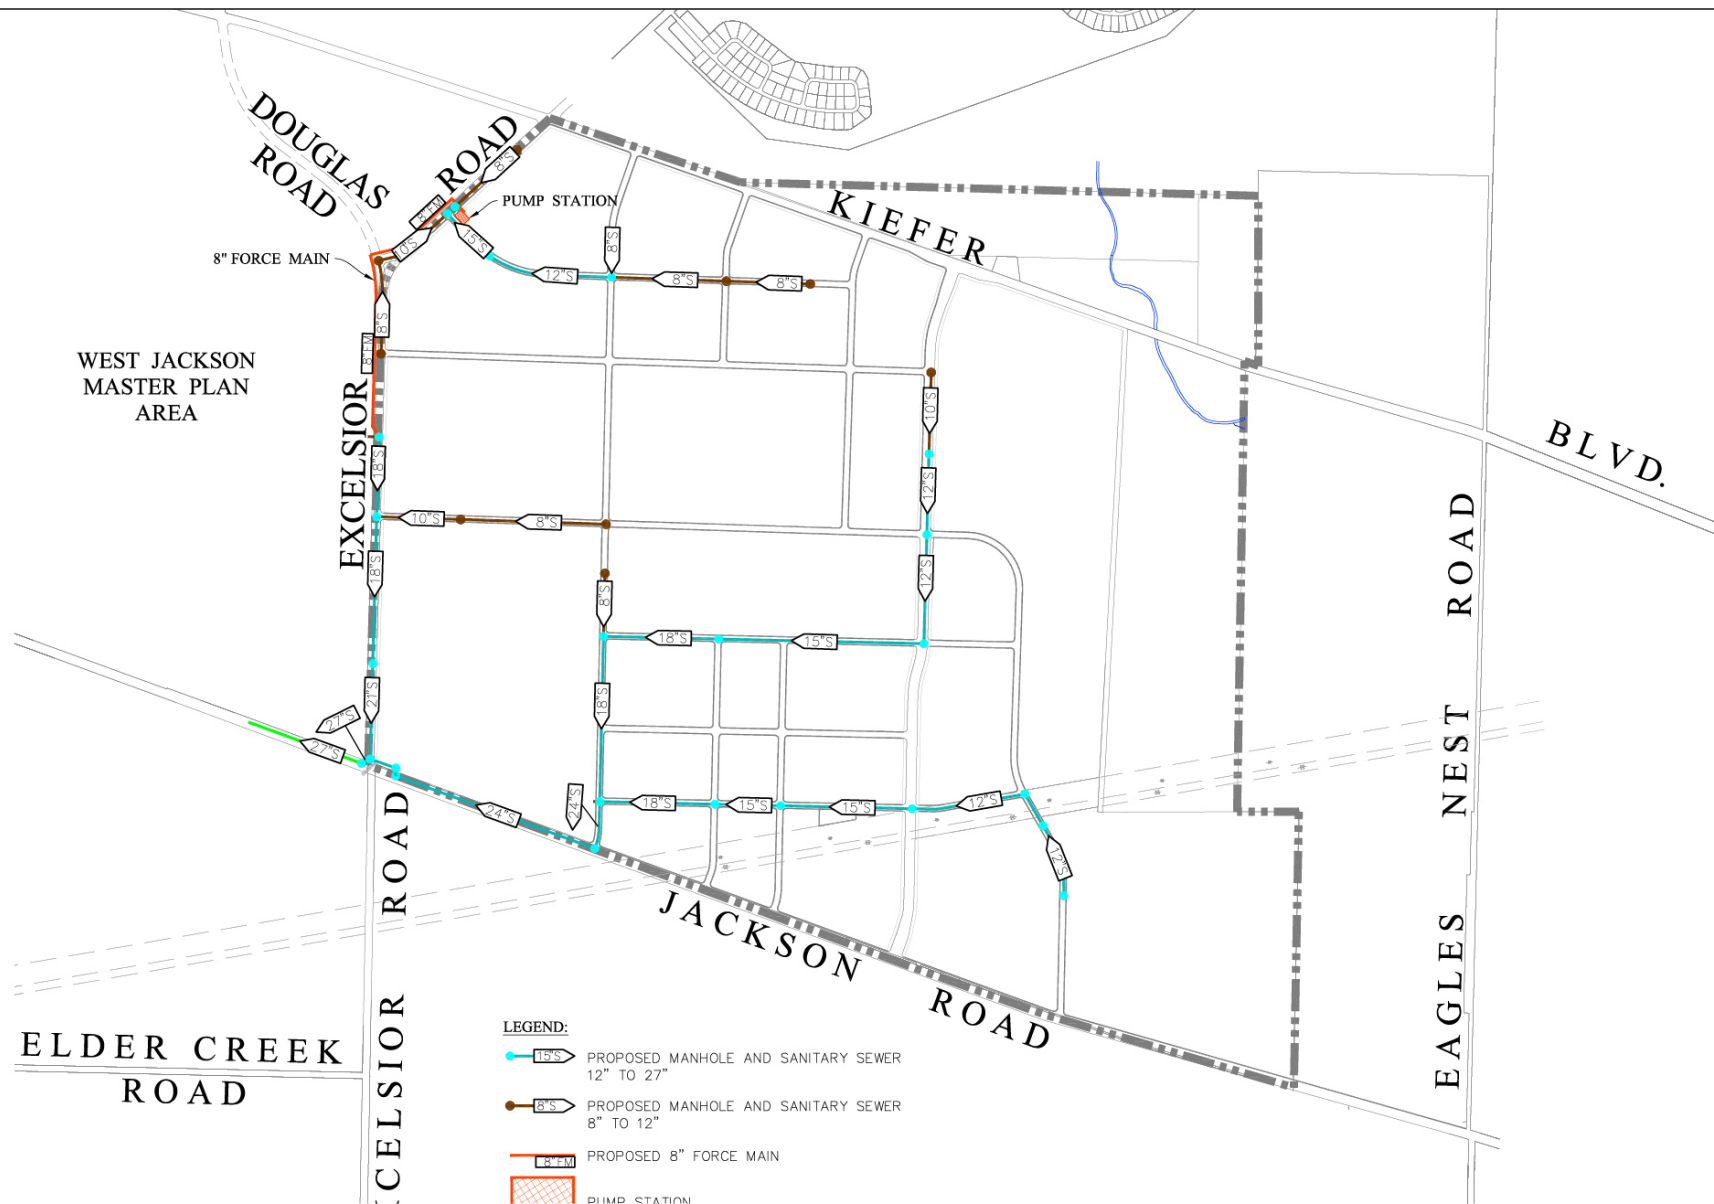 DOUGLAS
ROAD
ROAD
8"S
8"FM
PUMP STATION
KIEFER
BLVD.
10"S
15"S
8"S
8" FORCE MAIN
12"S
8"S
8"S
8"S
8"FM
WEST JACKSON
MASTER PLAN
AREA
EXCELSIOR
10"S
18"S
12"S
10"S
8"S
18"S
12"S
8"S
18"S
15"S
21"S
18"S
27"S
27"S
24"S
24"S
18"S
15"S
15"S
12"S
12"S
ROAD
EAGLES NEST ROAD
JACKSON
ROAD
ELDER CREEK
ROAD
LEGEND:
15"S PROPOSED MANHOLE AND SANITARY SEWER
12" TO 27"
8"S PROPOSED MANHOLE AND SANITARY SEWER
8" TO 12"
8"FM PROPOSED 8" FORCE MAIN
PUMP STATION